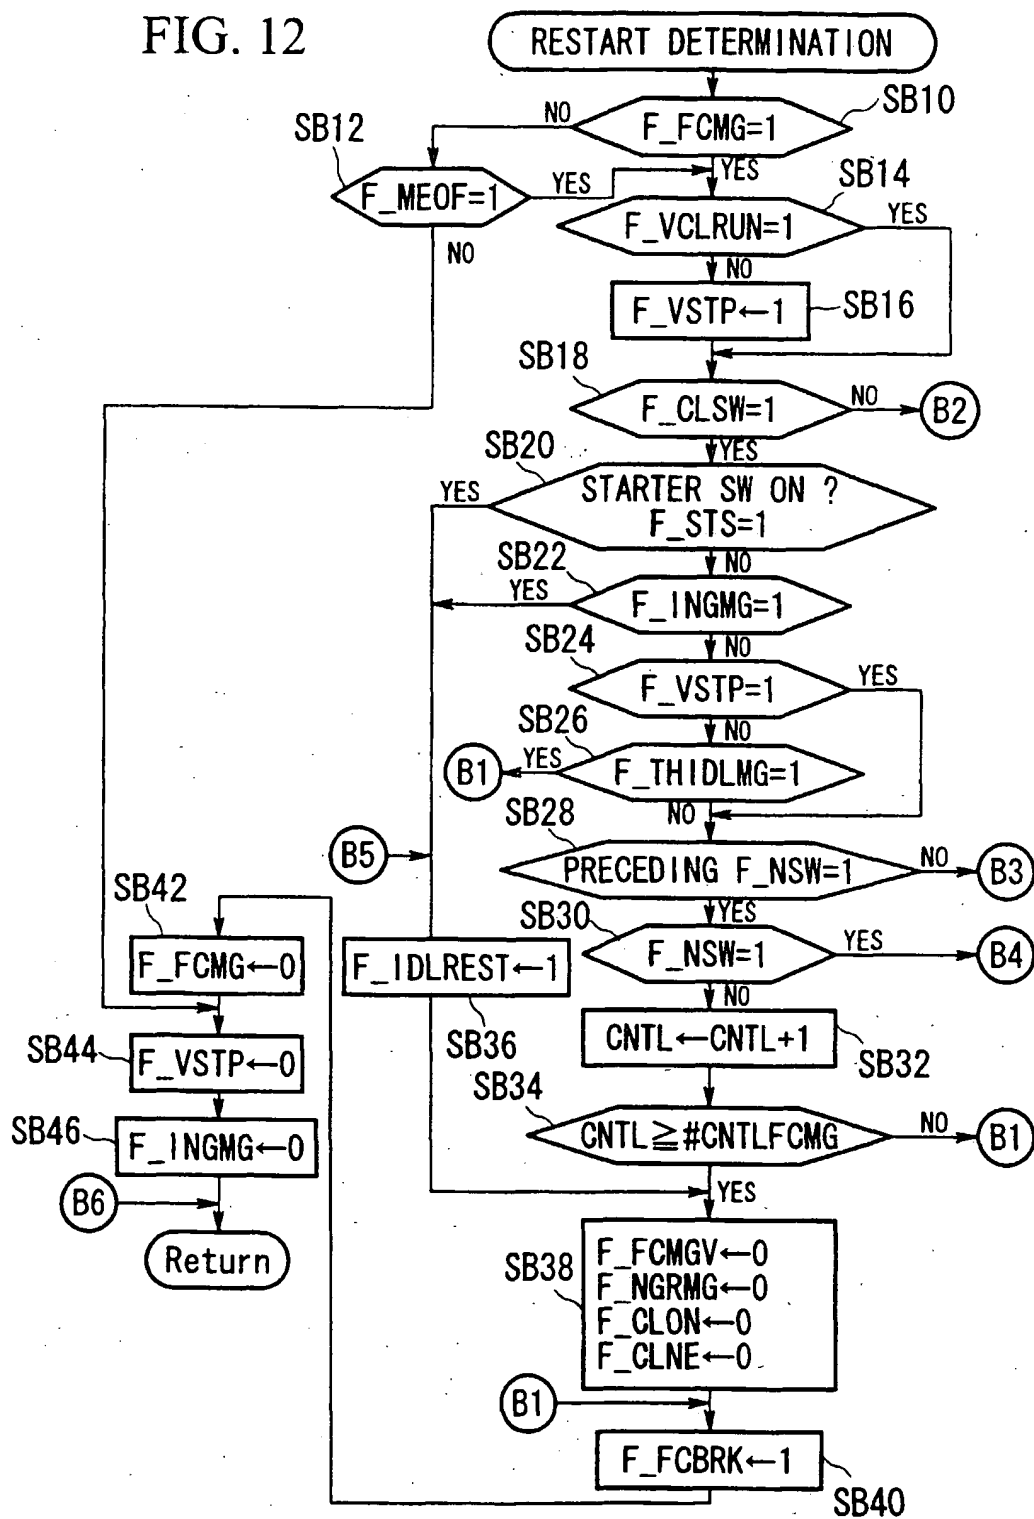 FIG. 12
RESTART DETERMINATION
SB10
NO
F_FCMG=1
SB12
YES
F_MEOF=1
YES
SB14
F_VCLRUN=1
YES
NO
NO
F_VSTP←1
SB16
SB18
F_CLSW=1
NO
B2
YES
SB20
YES
STARTER SW ON ?
F_STS=1
NO
SB22
YES
F_INGMG=1
NO
SB24
F_VSTP=1
YES
NO
SB26
B1
YES
F_THIDLMG=1
NO
SB28
B5
PRECEDING F_NSW=1
NO
B3
YES
SB42
SB30
F_NSW=1
YES
B4
F_FCMG←0
F_IDLREST←1
NO
SB36
CNTL←CNTL+1
SB32
SB44
F_VSTP←0
SB34
CNTL≧#CNTLFCMG
NO
B1
SB46
F_INGMG←0
YES
B6
Return
SB38
F_FCMGV←0
F_NGRMG←0
F_CLON←0
F_CLNE←0
B1
F_FCBRK←1
SB40